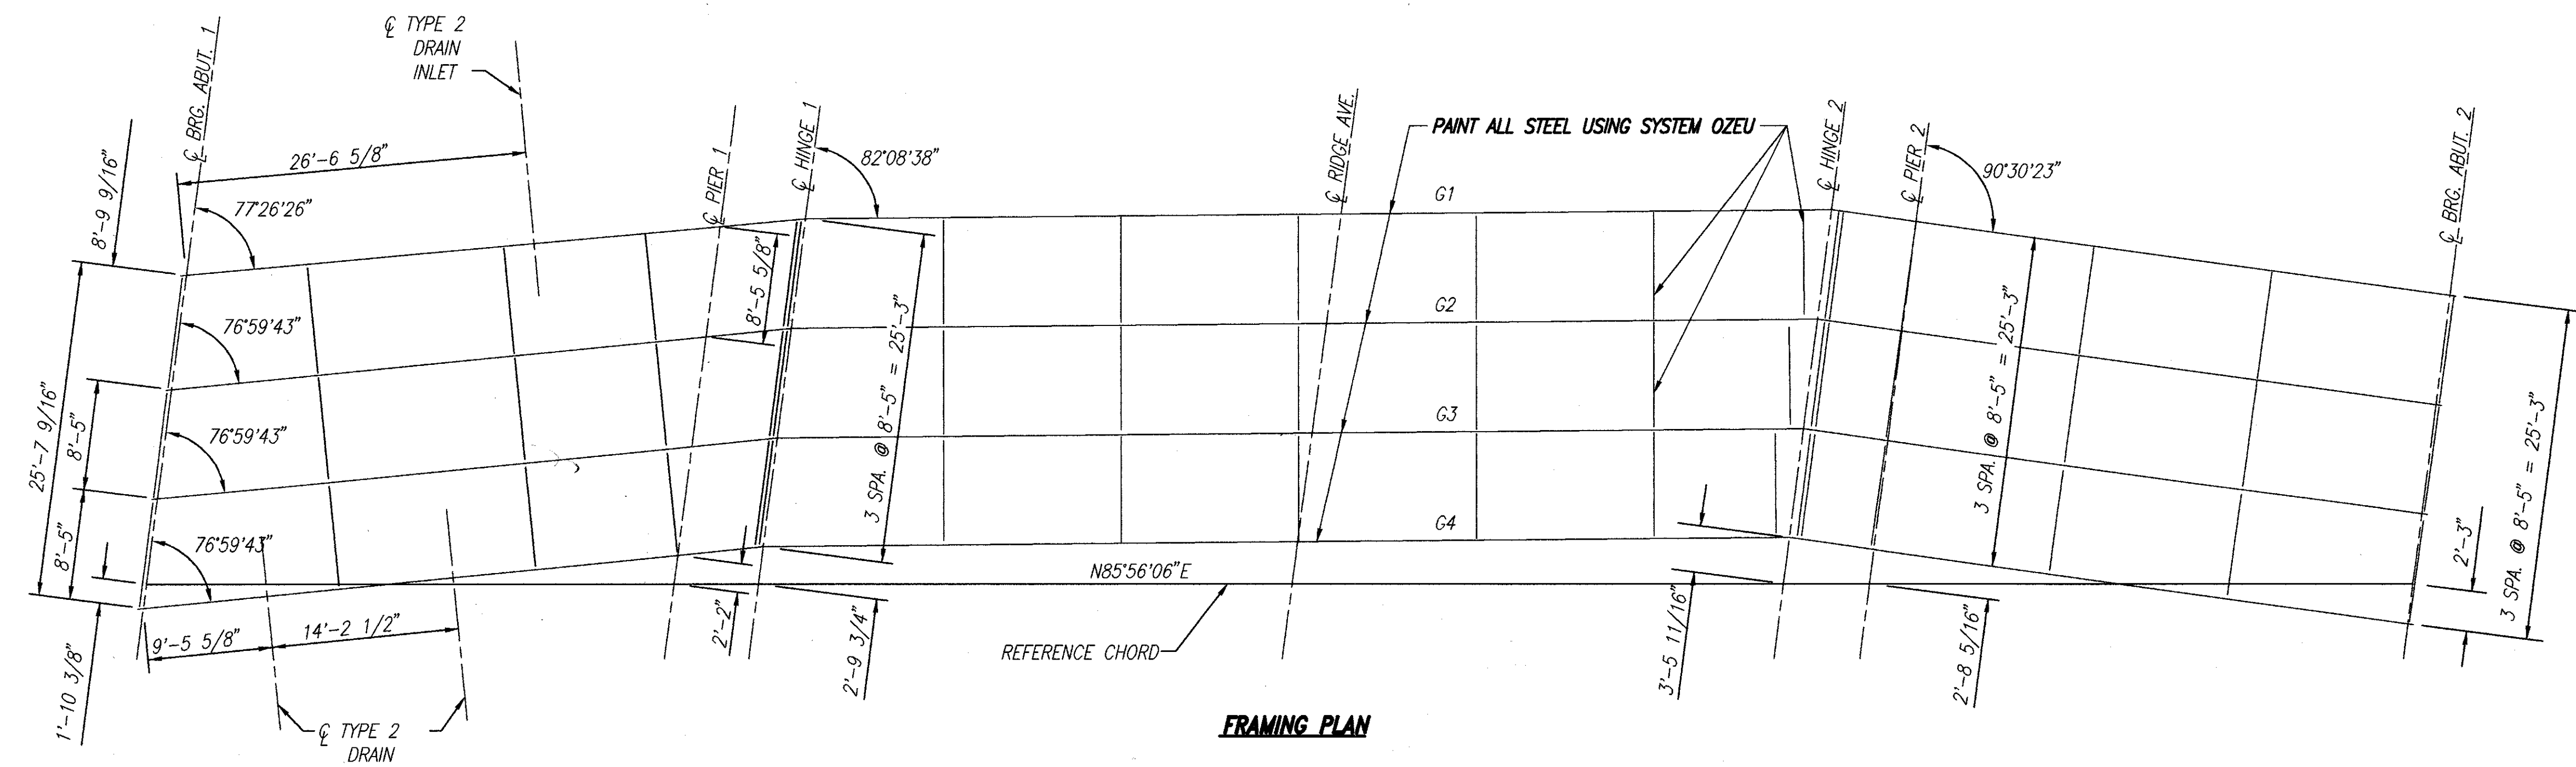 ℄ TYPE 2
DRAIN
INLET
℄ BRG. ABUT. 1
26'-6 5/8"
8'-9 9/16"
77°26'26"
℄ PIER 1
℄ HINGE 1
82°08'38"
℄ RIDGE AVE.
PAINT ALL STEEL USING SYSTEM OZEU
℄ HINGE 2
℄ PIER 2
90°30'23"
℄ BRG. ABUT. 2
G1
8'-5 5/8"
76°59'43"
G2
3 SPA. @ 8'-5" = 25'-3"
3 SPA. @ 8'-5" = 25'-3"
25'-7 9/16"
8'-5"
76°59'43"
G3
3 SPA. @ 8'-5" = 25'-3"
8'-5"
76°59'43"
G4
2'-3"
N85°56'06"E
1'-10 3/8"
9'-5 5/8"
14'-2 1/2"
2'-2"
2'-9 3/4"
REFERENCE CHORD
3'-5 11/16"
2'-8 5/16"
℄ TYPE 2
DRAIN
FRAMING PLAN